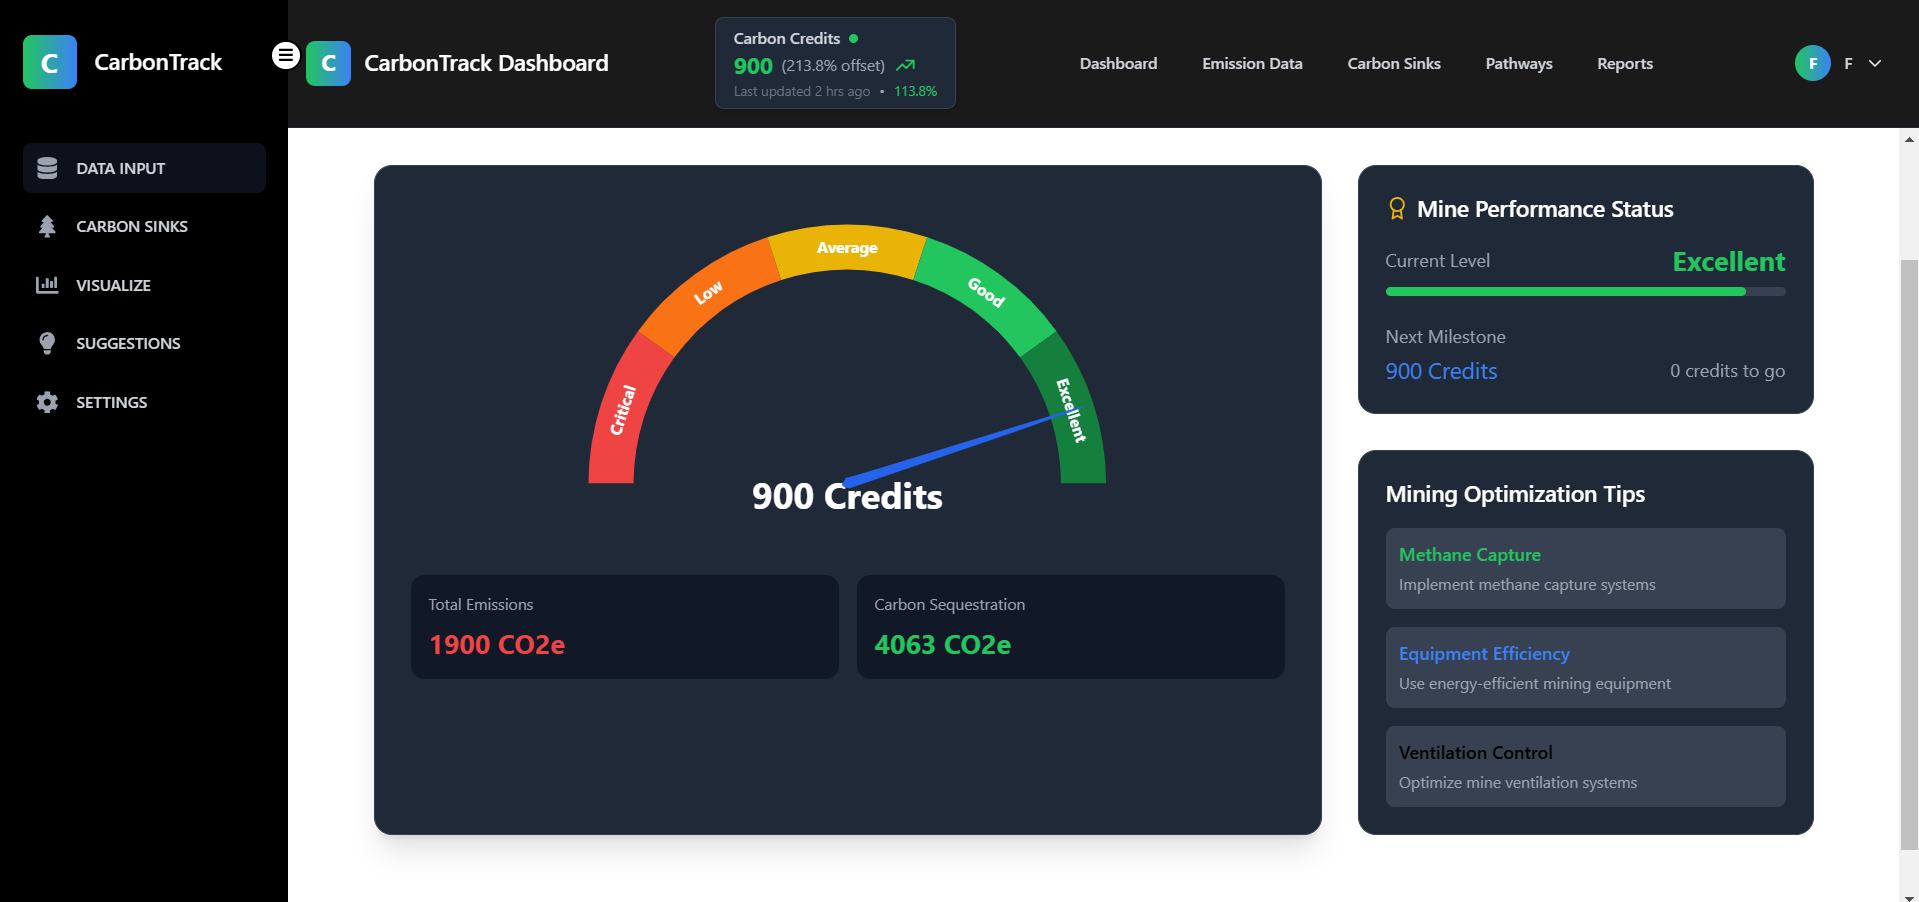 C CarbonTrack
DATA INPUT
CARBON SINKS
VISUALIZE
SUGGESTIONS
SETTINGS
C CarbonTrack Dashboard
Carbon Credits
900 (213.8% offset)
Last updated 2 hrs ago • 113.8%
Dashboard Emission Data Carbon Sinks Pathways Reports
F F
Critical
Low
Average
Good
Excellent
900 Credits
Total Emissions
1900 CO2e
Carbon Sequestration
4063 CO2e
Mine Performance Status
Current Level Excellent
Next Milestone
900 Credits 0 credits to go
Mining Optimization Tips
Methane Capture
Implement methane capture systems
Equipment Efficiency
Use energy-efficient mining equipment
Ventilation Control
Optimize mine ventilation systems